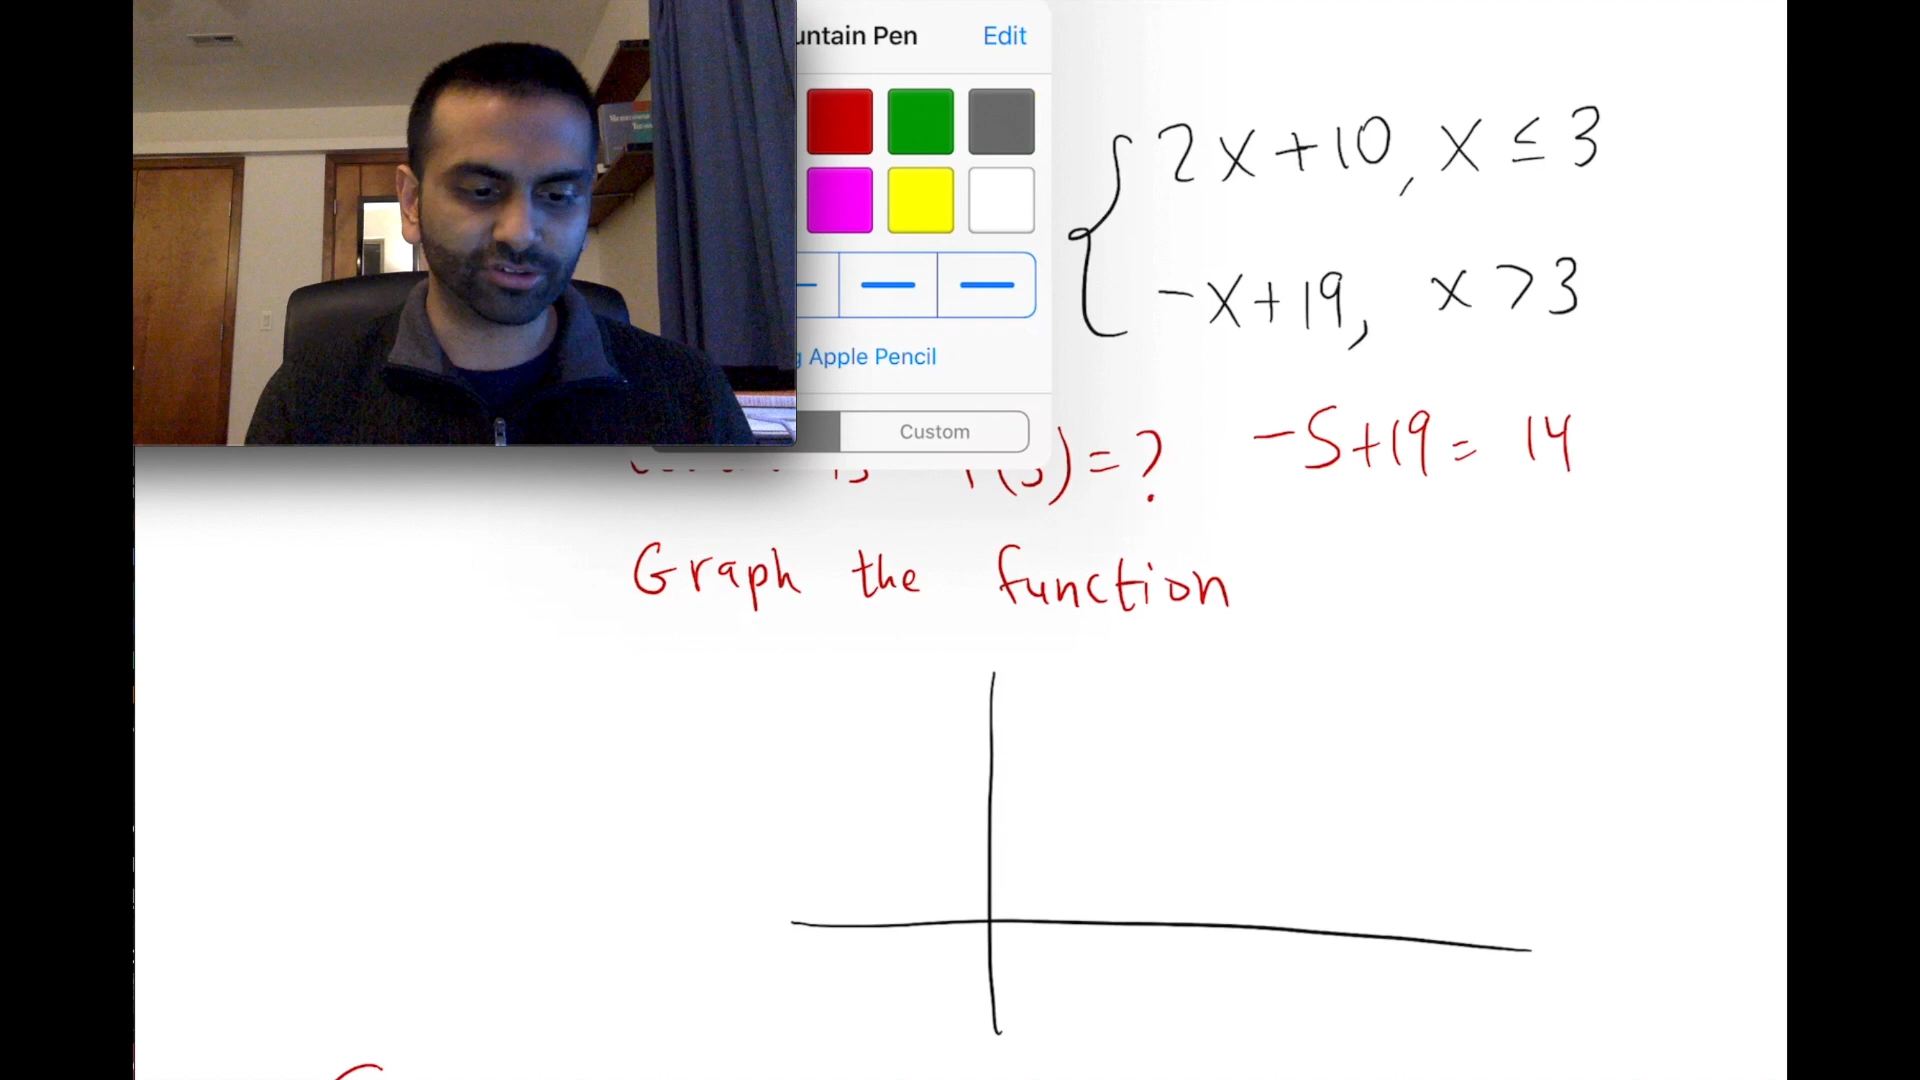 untain Pen Edit
2x+10, x ≤ 3
-x+19, x >3
Apple Pencil
Custom
=? -5+19= 14
Graph the function